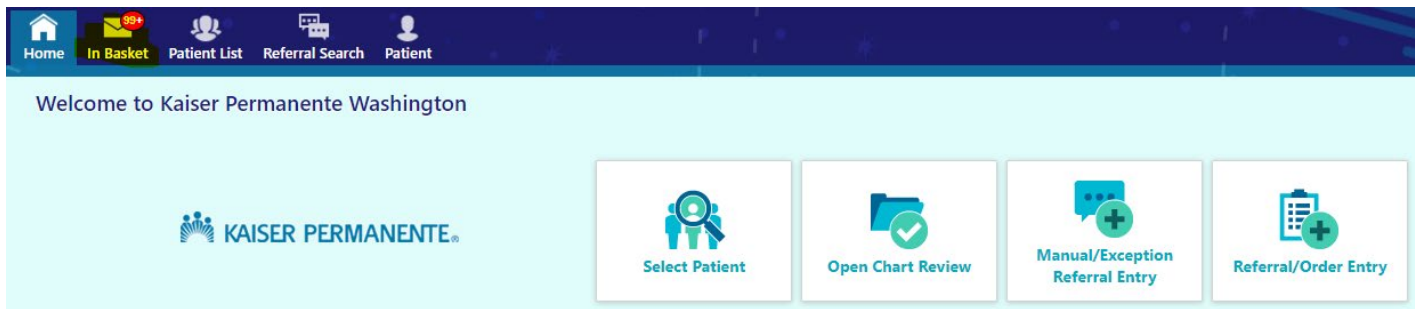 99+
Home In Basket Patient List Referral Search Patient
Welcome to Kaiser Permanente Washington
KAISER PERMANENTE®
Select Patient
Open Chart Review
Manual/Exception
Referral Entry
Referral/Order Entry